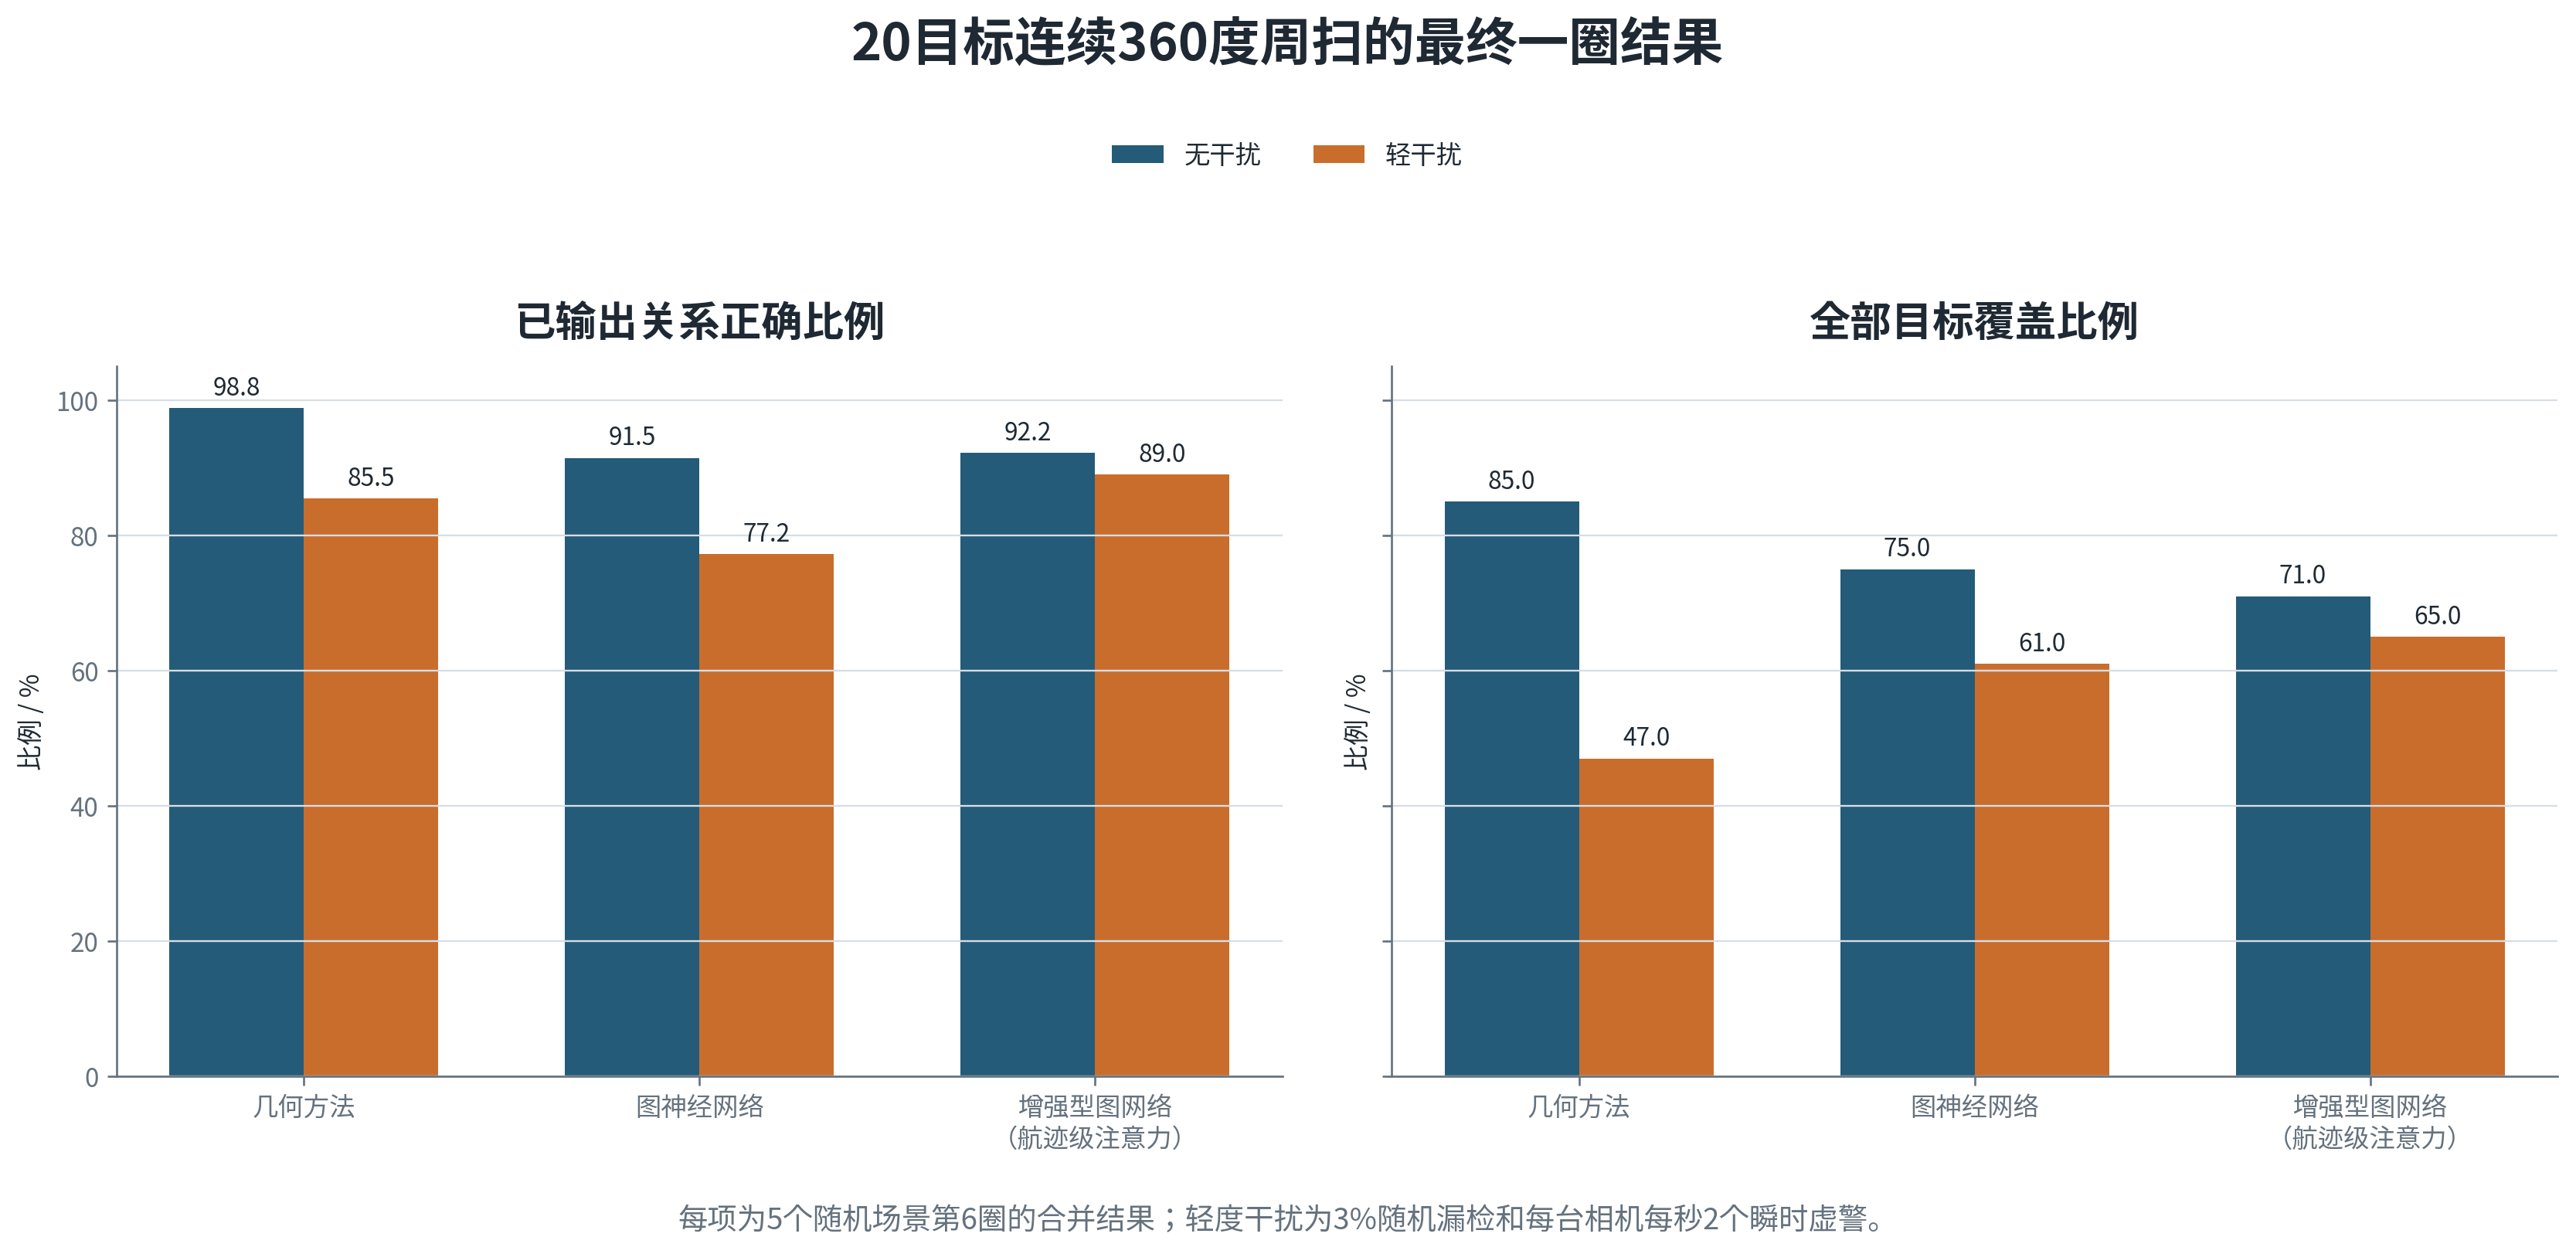 20目标连续360度周扫的最终一圈结果
无干扰
轻干扰
已输出关系正确比例
比例 / %
100
80
60
40
20
0
98.8
85.5
91.5
77.2
92.2
89.0
几何方法
图神经网络
增强型图网络
（航迹级注意力）
全部目标覆盖比例
比例 / %
85.0
47.0
75.0
61.0
71.0
65.0
几何方法
图神经网络
增强型图网络
（航迹级注意力）
每项为5个随机场景第6圈的合并结果；轻度干扰为3%随机漏检和每台相机每秒2个瞬时虚警。